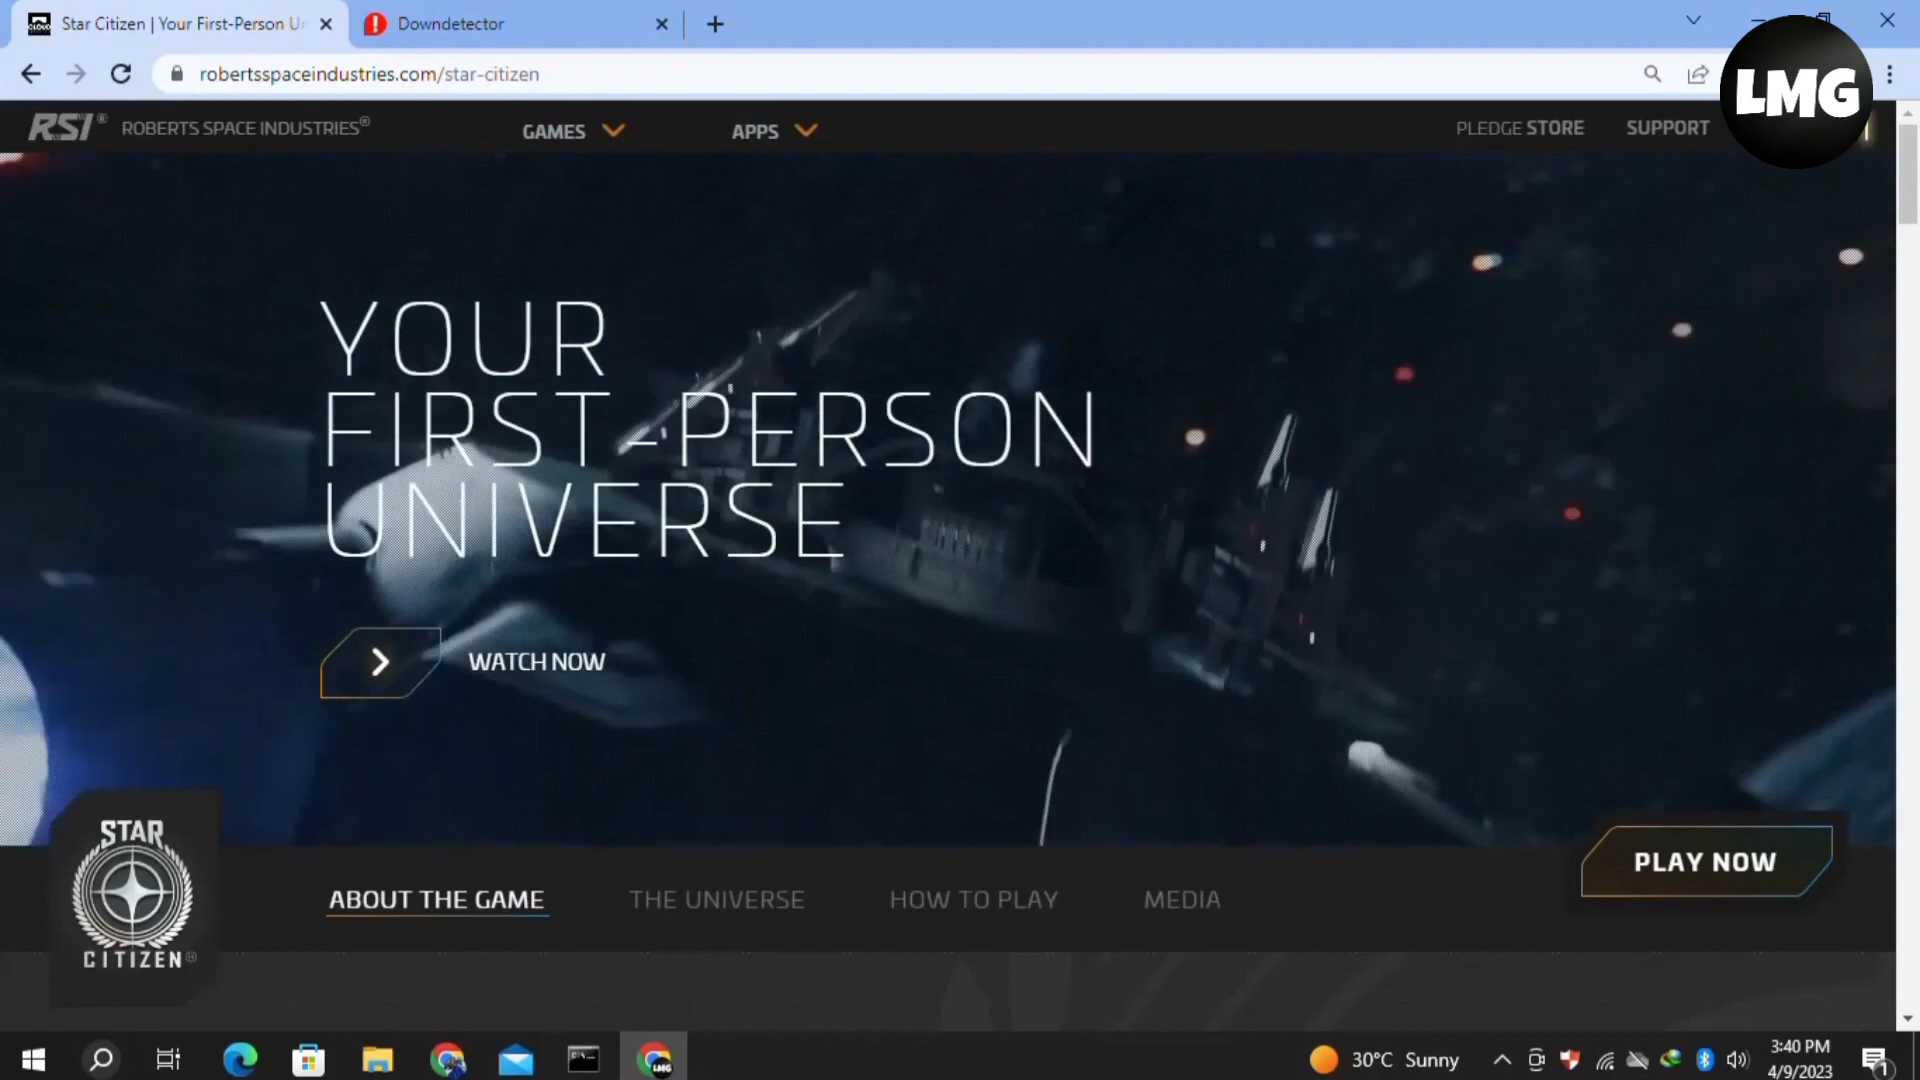 Star Citizen | Your First-Person Un
Downdetector
robertsspaceindustries.com/star-citizen
LMG
RSI® ROBERTS SPACE INDUSTRIES®
GAMES
APPS
PLEDGE STORE
SUPPORT
YOUR
FIRST-PERSON
UNIVERSE
WATCH NOW
STAR
CITIZEN®
ABOUT THE GAME
THE UNIVERSE
HOW TO PLAY
MEDIA
PLAY NOW
30°C Sunny
3:40 PM
4/9/2023
1